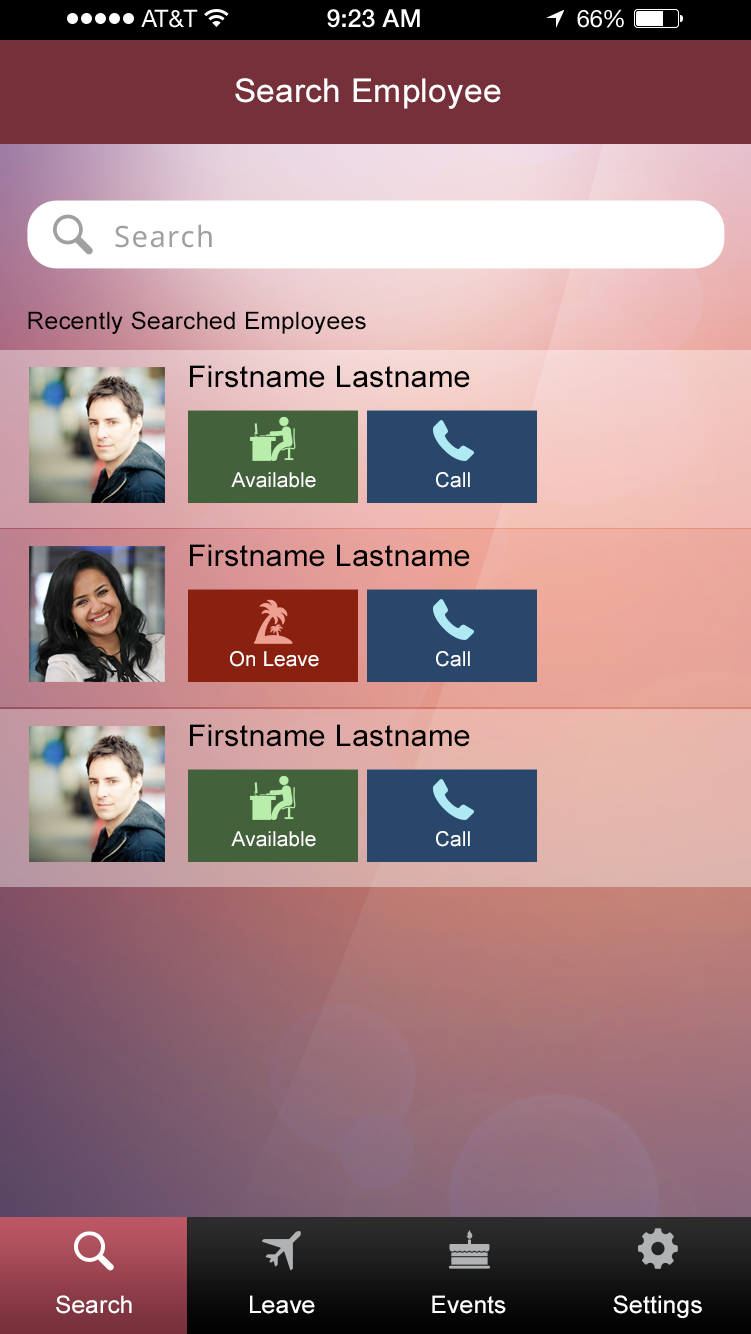 AT&T 9:23 AM 66%
Search Employee
Search
Recently Searched Employees
Firstname Lastname
Available Call
Firstname Lastname
On Leave Call
Firstname Lastname
Available Call
Search Leave Events Settings